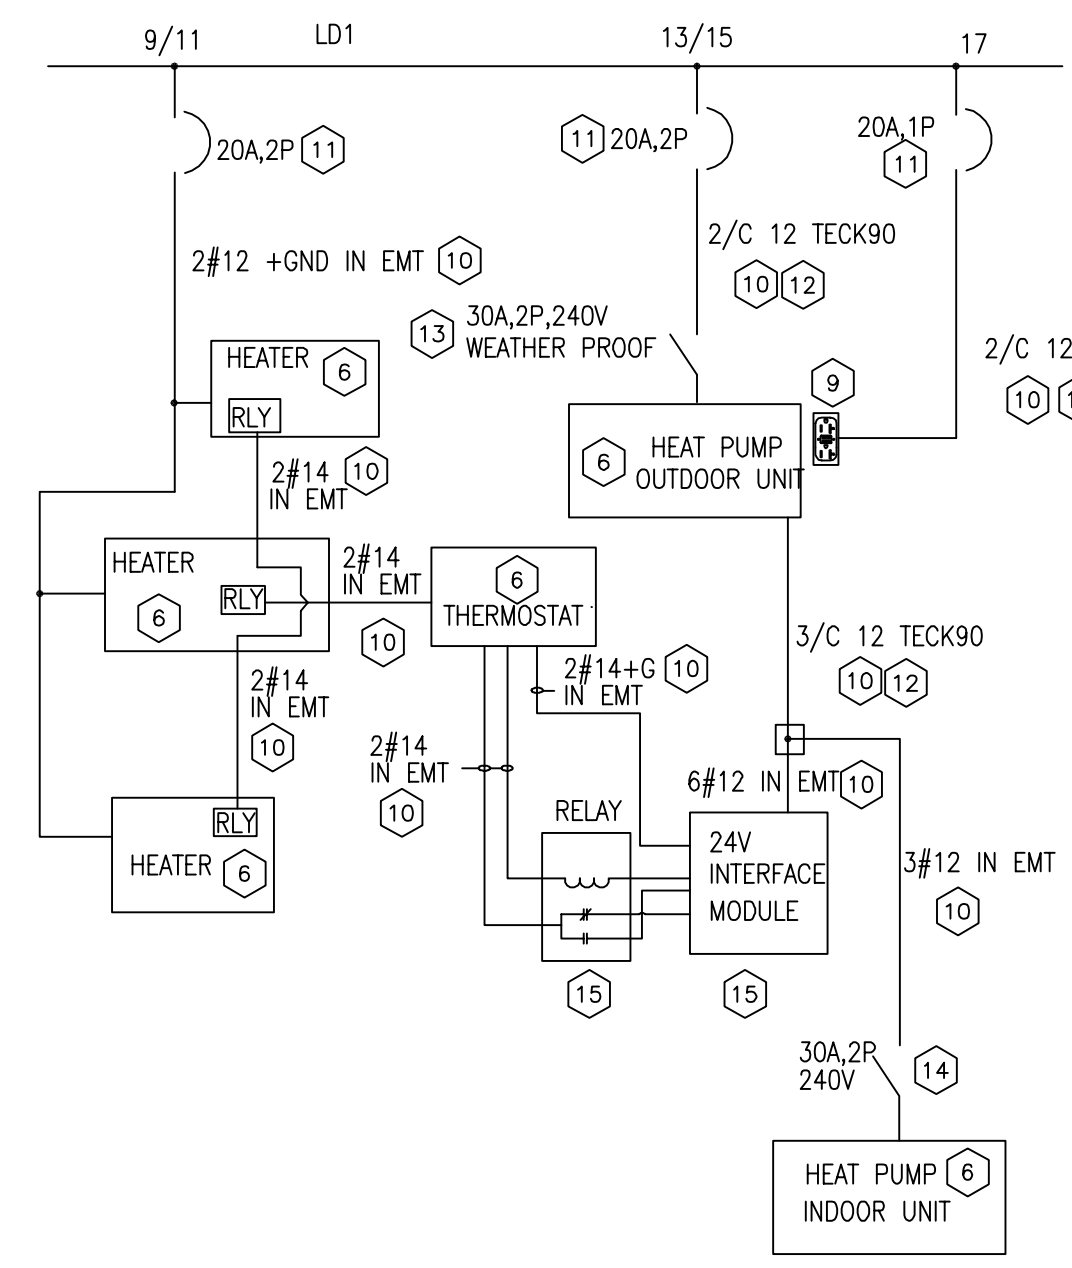 9/11
LD1
13/15
17
20A,2P 11
11 20A,2P
20A,1P
11
2#12 +GND IN EMT 10
2/C 12 TECK90
10 12
13 30A,2P,240V
WEATHER PROOF
2/C 12
10
9
HEATER 6
RLY
2#14 10
IN EMT
6 HEAT PUMP
OUTDOOR UNIT
HEATER
6
RLY
2#14
IN EMT
10
6
THERMOSTAT
2#14
IN EMT
10
2#14+G 10
IN EMT
3/C 12 TECK90
10 12
2#14
IN EMT
10
6#12 IN EMT 10
RLY
HEATER 6
RELAY
24V
INTERFACE
MODULE
15
15
3#12 IN EMT
10
30A,2P
240V
14
HEAT PUMP 6
INDOOR UNIT